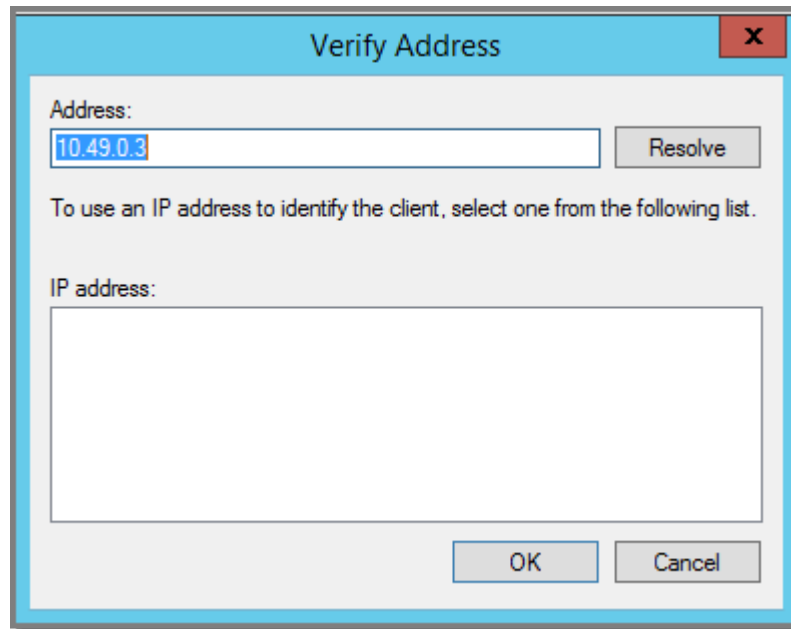 Verify Address
x
Address:
10.49.0.3
Resolve
To use an IP address to identify the client, select one from the following list.
IP address:
OK
Cancel